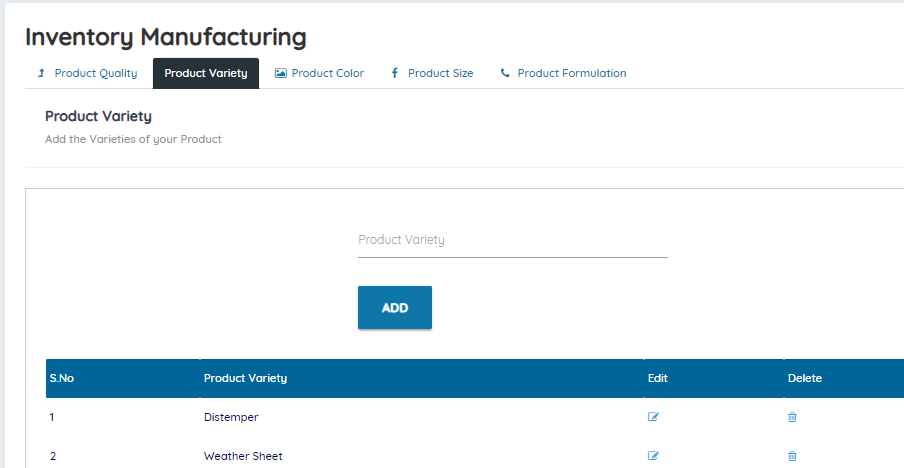 Inventory Manufacturing
Product Quality Product Variety Product Color Product Size Product Formulation
Product Variety
Add the Varieties of your Product
Product Variety
ADD
S.No Product Variety Edit Delete
1 Distemper
2 Weather Sheet